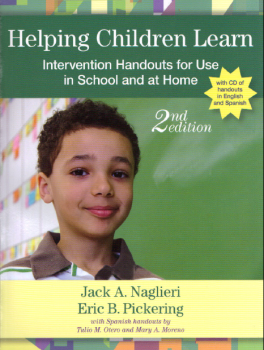 Helping Children Learn
Intervention Handouts for Use
in School and at Home
with CD of
handouts
in English
and Spanish
2nd
edition
Jack A. Naglieri
Eric B. Pickering
with Spanish handouts by
Tulio M. Otero and Mary A. Moreno